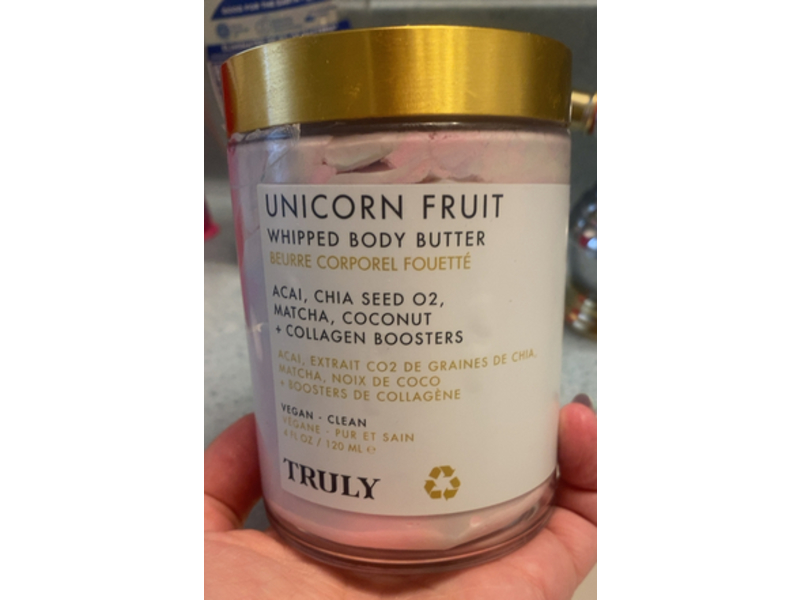 UNICORN FRUIT
WHIPPED BODY BUTTER
BEURRE CORPOREL FOUETTÉ
ACAI, CHIA SEED O2,
MATCHA, COCONUT
+ COLLAGEN BOOSTERS
ACAI, EXTRAIT CO2 DE GRAINES DE CHIA,
MATCHA, NOIX DE COCO
+ BOOSTERS DE COLLAGÈNE
VEGAN - CLEAN
VÉGANE - PUR ET SAIN
4 FL OZ / 120 ML ℮
TRULY